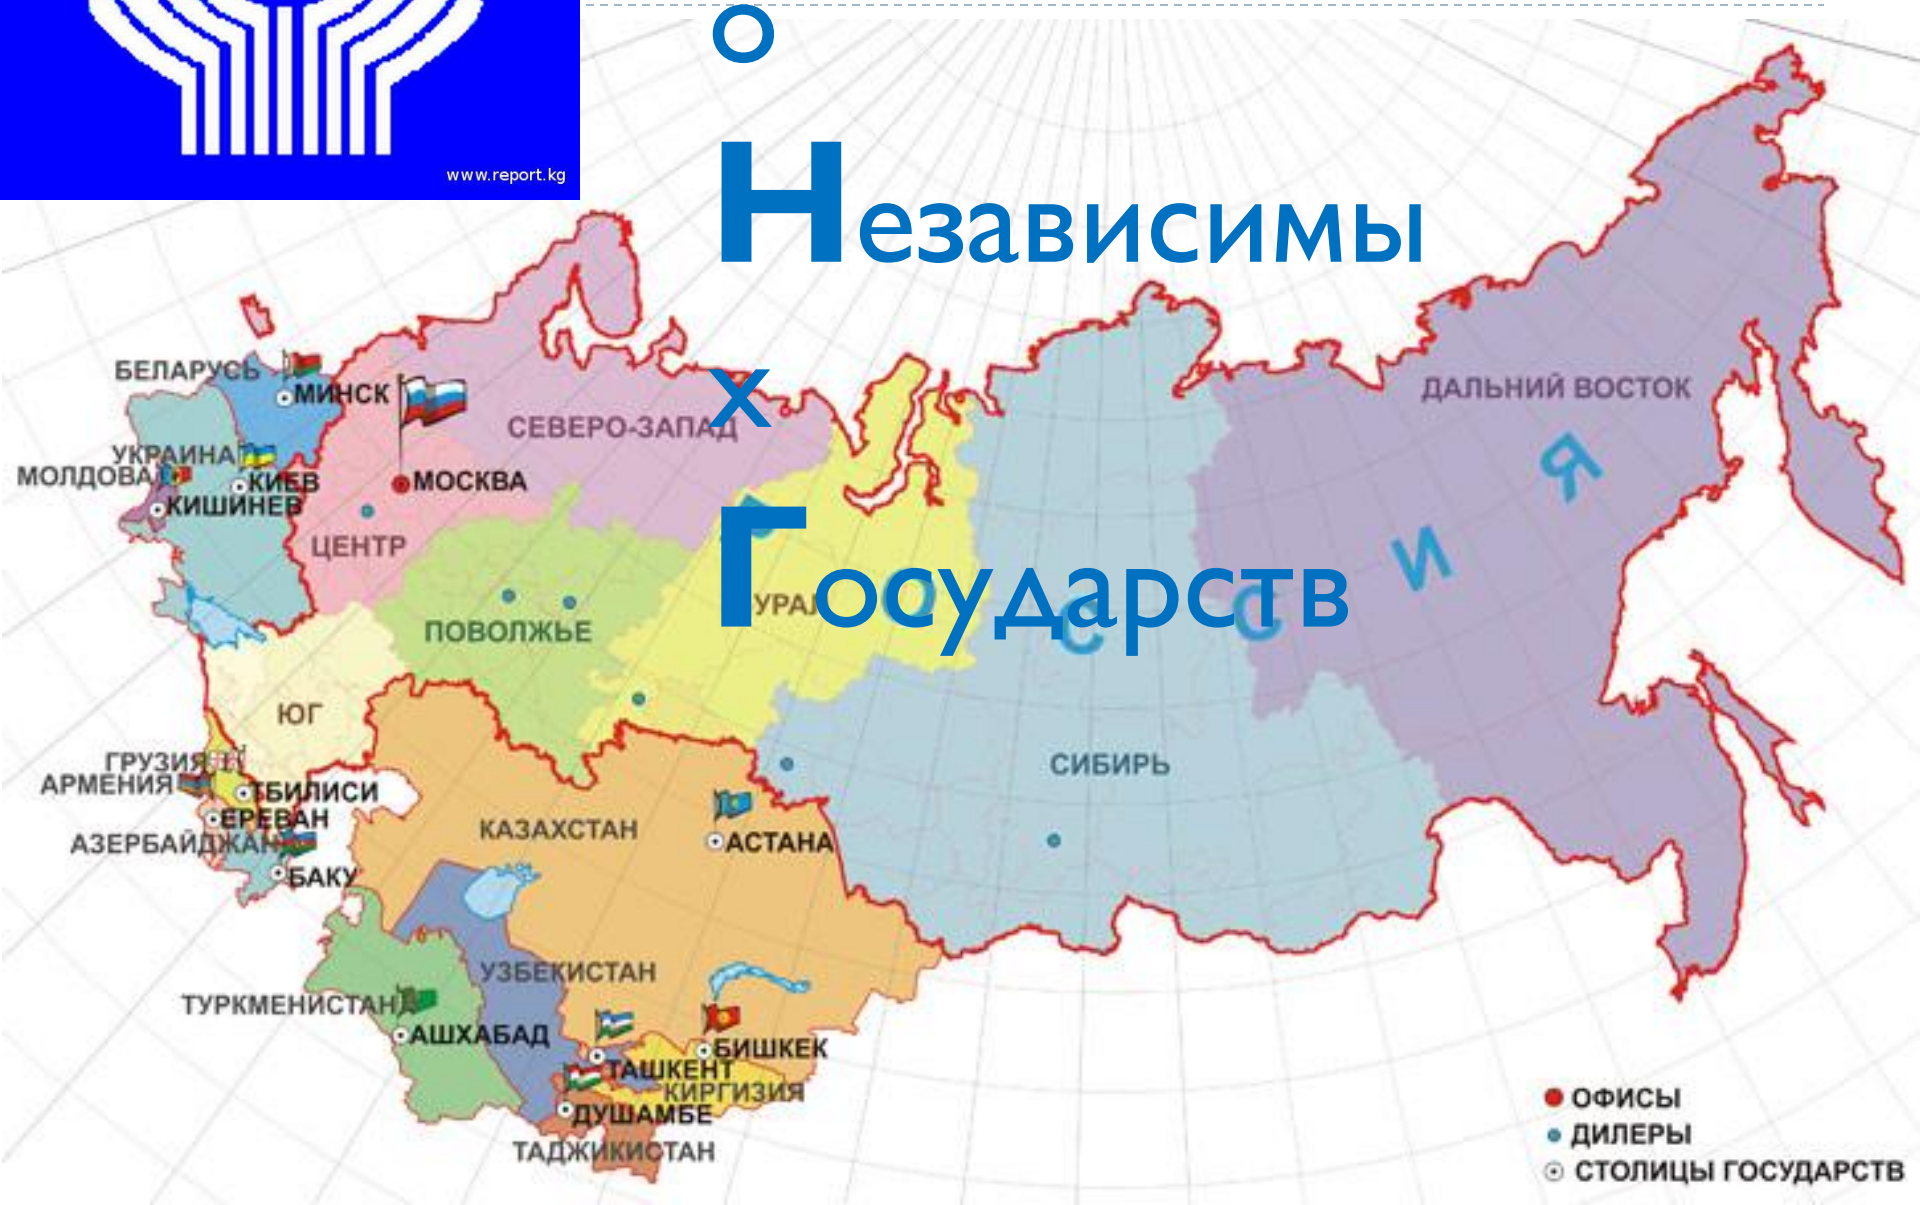 о
www.report.kg
Независимы
х
Государств
БЕЛАРУСЬ
МИНСК
ДАЛЬНИЙ ВОСТОК
СЕВЕРО-ЗАПАД
УКРАИНА
МОЛДОВА
КИЕВ
МОСКВА
КИШИНЕВ
ЦЕНТР
РОССИЯ
УРАЛ
ПОВОЛЖЬЕ
ЮГ
ГРУЗИЯ
СИБИРЬ
АРМЕНИЯ
ТБИЛИСИ
ЕРЕВАН
КАЗАХСТАН
АСТАНА
АЗЕРБАЙДЖАН
БАКУ
УЗБЕКИСТАН
ТУРКМЕНИСТАН
АШХАБАД
БИШКЕК
ТАШКЕНТ
КИРГИЗИЯ
ДУШАМБЕ
ТАДЖИКИСТАН
ОФИСЫ
ДИЛЕРЫ
СТОЛИЦЫ ГОСУДАРСТВ